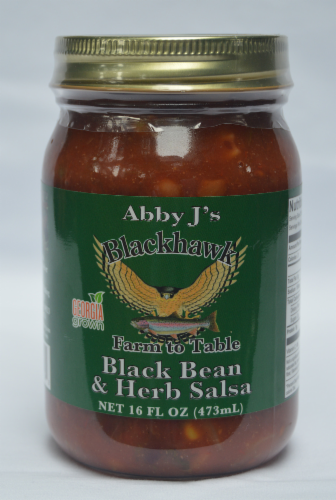 Abby J's
Blackhawk
GEORGIA
grown
Farm to Table
Black Bean
& Herb Salsa
NET 16 FL OZ (473mL)